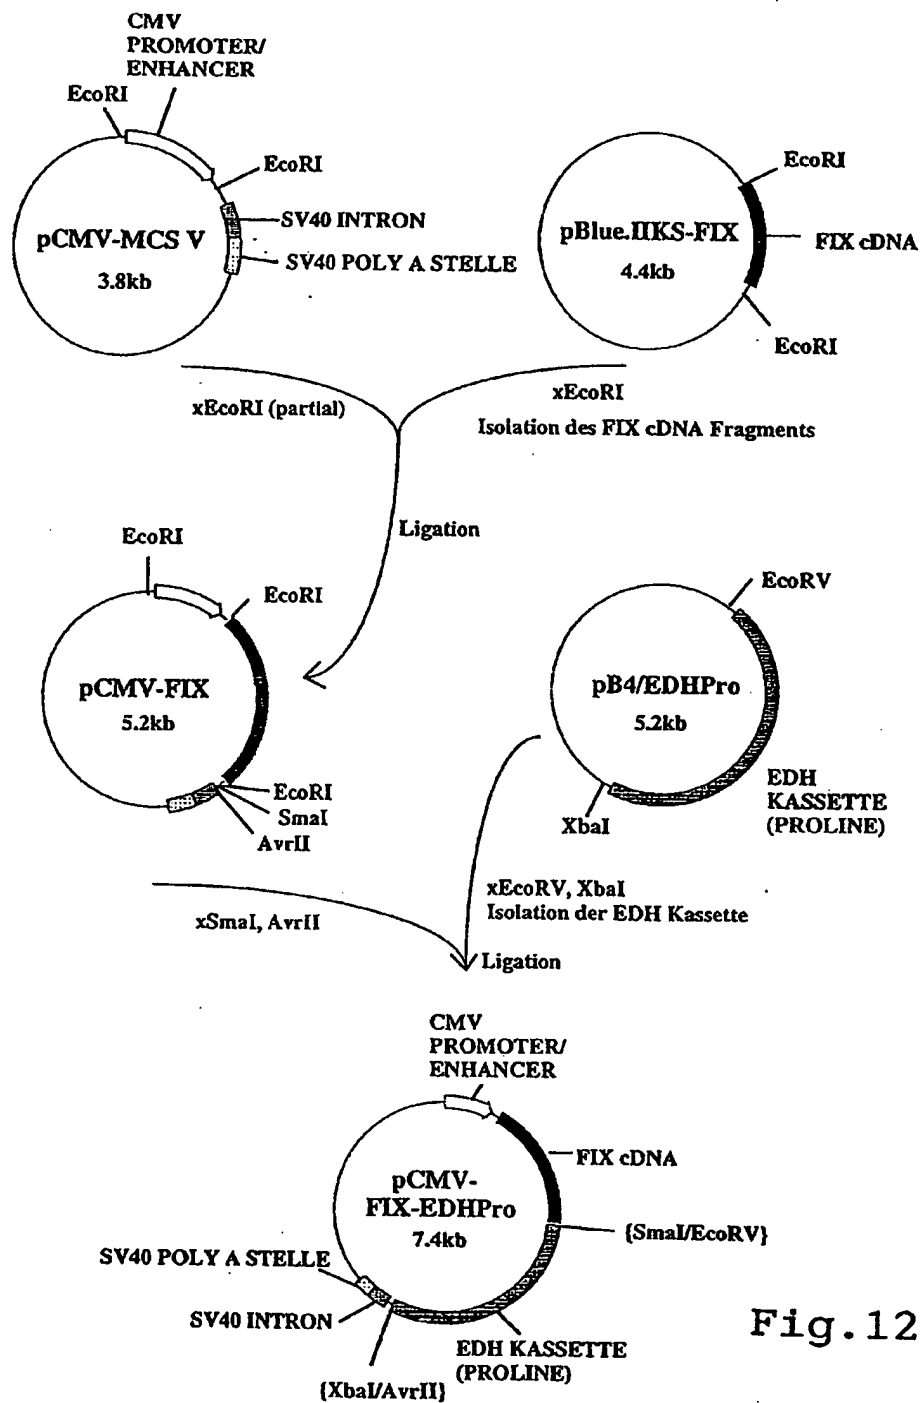 CMV
PROMOTER/
ENHANCER
EcoRI
EcoRI
pCMV-MCS V
3.8kb
SV40 INTRON
SV40 POLY A STELLE
EcoRI
pBlue.IIKS-FIX
4.4kb
FIX cDNA
EcoRI
xEcoRI (partial)
xEcoRI
Isolation des FIX cDNA Fragments
Ligation
EcoRI
EcoRI
pCMV-FIX
5.2kb
EcoRI
SmaI
AvrII
EcoRV
pB4/EDHPro
5.2kb
XbaI
EDH
KASSETTE
(PROLINE)
xSmaI, AvrII
xEcoRV, XbaI
Isolation der EDH Kassette
Ligation
CMV
PROMOTER/
ENHANCER
FIX cDNA
pCMV-
FIX-EDHPro
7.4kb
{SmaI/EcoRV}
SV40 POLY A STELLE
SV40 INTRON
EDH KASSETTE
(PROLINE)
{XbaI/AvrII}
Fig.12